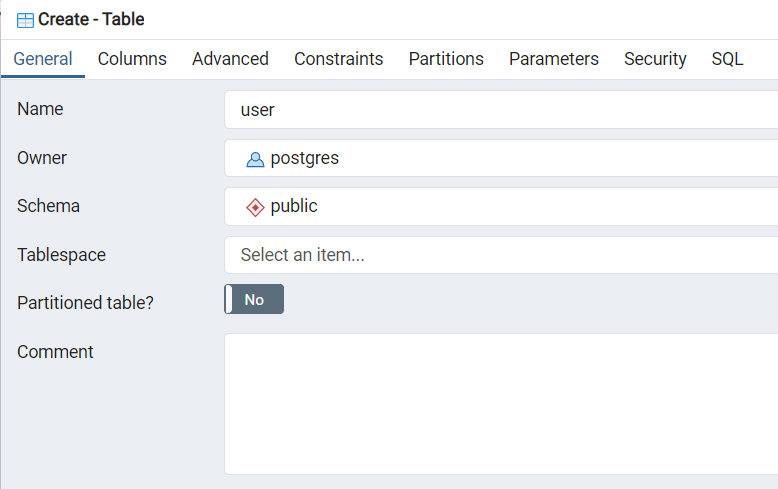 Create - Table
General Columns Advanced Constraints Partitions Parameters Security SQL
Name user
Owner postgres
Schema public
Tablespace Select an item...
Partitioned table? No
Comment